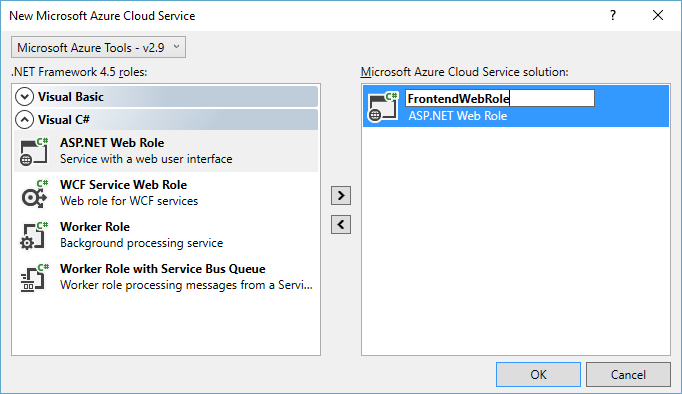 New Microsoft Azure Cloud Service
?
Microsoft Azure Tools - v2.9
.NET Framework 4.5 roles:
Visual Basic
Visual C#
C#
ASP.NET Web Role
Service with a web user interface
C#
WCF Service Web Role
Web role for WCF services
C#
Worker Role
Background processing service
C#
Worker Role with Service Bus Queue
Worker role processing messages from a Servi...
Microsoft Azure Cloud Service solution:
C#
FrontendWebRole
ASP.NET Web Role
OK
Cancel